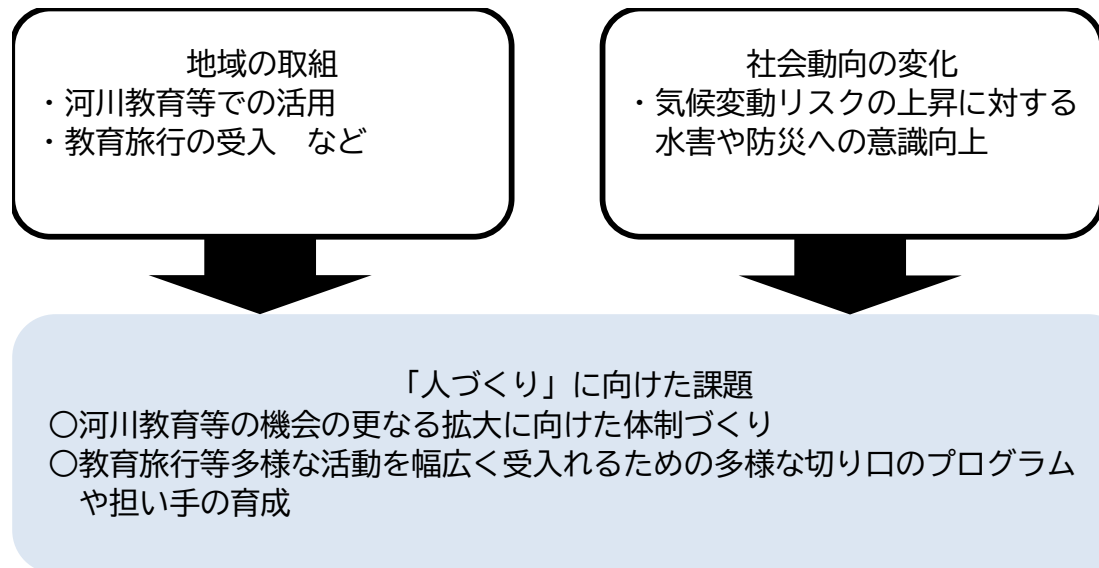 地域の取組
・河川教育等での活用
・教育旅行の受入　など
社会動向の変化
・気候変動リスクの上昇に対する
水害や防災への意識向上
「人づくり」に向けた課題
〇河川教育等の機会の更なる拡大に向けた体制づくり
〇教育旅行等多様な活動を幅広く受入れるための多様な切り口のプログラム
や担い手の育成